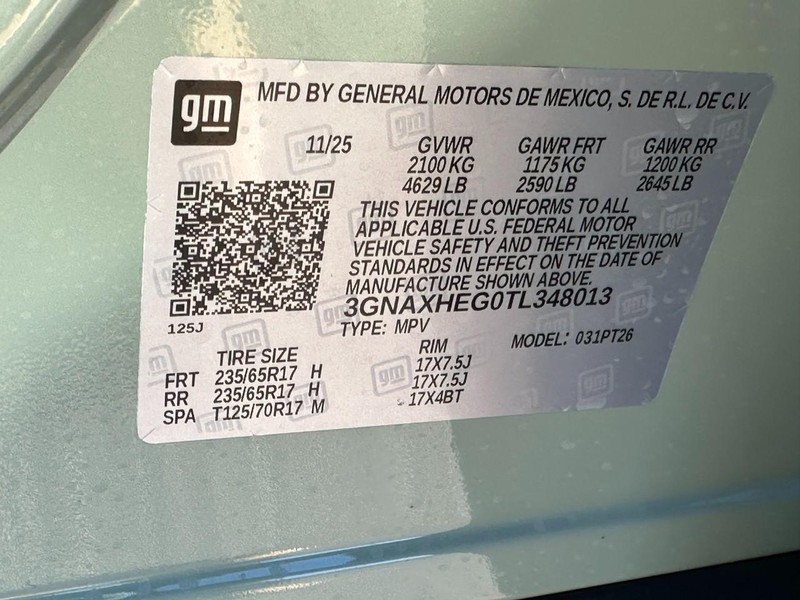 gm
MFD BY GENERAL MOTORS DE MEXICO, S. DE R.L. DE C.V.
11/25 GVWR GAWR FRT GAWR RR
2100 KG 1175 KG 1200 KG
4629 LB 2590 LB 2645 LB
THIS VEHICLE CONFORMS TO ALL
APPLICABLE U.S. FEDERAL MOTOR
VEHICLE SAFETY AND THEFT PREVENTION
STANDARDS IN EFFECT ON THE DATE OF
MANUFACTURE SHOWN ABOVE.
3GNAXHEG0TL348013
125J
TYPE: MPV MODEL: 031PT26
TIRE SIZE RIM
FRT 235/65R17 H 17X7.5J
RR 235/65R17 H 17X7.5J
SPA T125/70R17 M 17X4BT